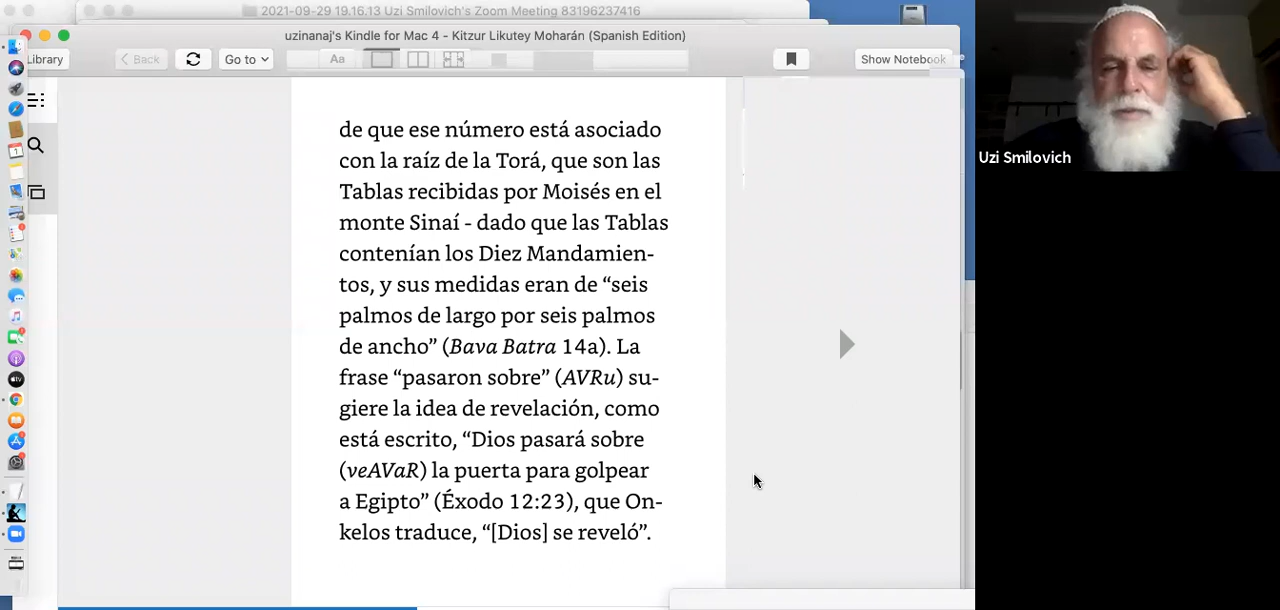 2021-09-29 19.16.13 Uzi Smilovich's Zoom Meeting 83196237416
uzinanaj's Kindle for Mac 4 - Kitzur Likutey Moharán (Spanish Edition)
Library
Back
Go to
Aa
Show Notebook
de que ese número está asociado
con la raíz de la Torá, que son las
Tablas recibidas por Moisés en el
monte Sinaí - dado que las Tablas
contenían los Diez Mandamien-
tos, y sus medidas eran de “seis
palmos de largo por seis palmos
de ancho” (Bava Batra 14a). La
frase “pasaron sobre” (AVRu) su-
giere la idea de revelación, como
está escrito, “Dios pasará sobre
(veAVaR) la puerta para golpear
a Egipto” (Éxodo 12:23), que On-
kelos traduce, “[Dios] se reveló”.
Uzi Smilovich